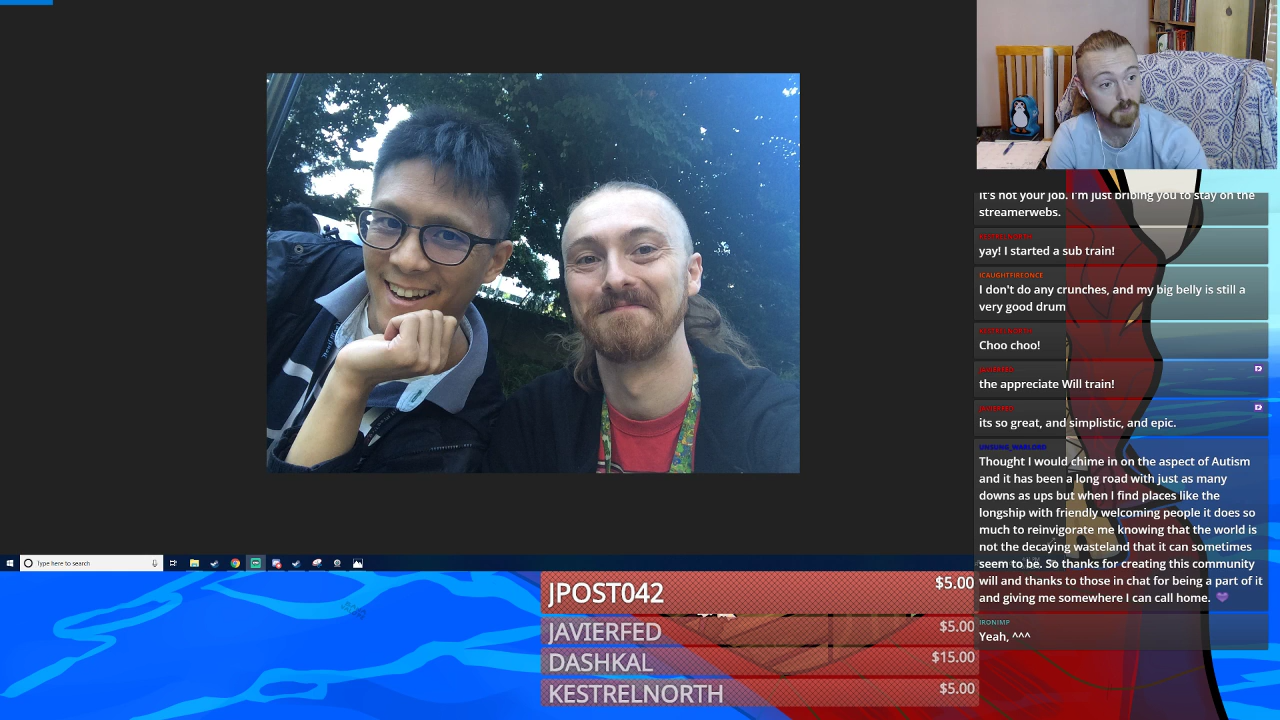 it's not your job. I'm just bribing you to stay on the
streamerwebs.
KESTRELNORTH
yay! I started a sub train!
ICAUGHTFIREONCE
I don't do any crunches, and my big belly is still a
very good drum
KESTRELNORTH
Choo choo!
JAVIERFED
the appreciate Will train!
JAVIERFED
its so great, and simplistic, and epic.
UNSUNG_WARLORD
Thought I would chime in on the aspect of Autism
and it has been a long road with just as many
downs as ups but when I find places like the
longship with friendly welcoming people it does so
much to reinvigorate me knowing that the world is
not the decaying wasteland that it can sometimes
seem to be. So thanks for creating this community
will and thanks to those in chat for being a part of it
and giving me somewhere I can call home. 💜
IRONIMP
Yeah, ^^^
Type here to search
JPOST042 $5.00
JAVIERFED $5.00
DASHKAL $15.00
KESTRELNORTH $5.00